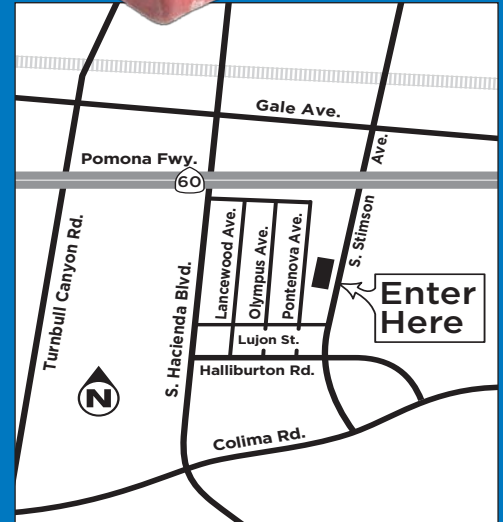 Gale Ave.
Pomona Fwy.
60
Turnbull Canyon Rd.
S. Hacienda Blvd.
Lancewood Ave.
Olympus Ave.
Pontenova Ave.
S. Stimson Ave.
Enter
Here
Lujon St.
Halliburton Rd.
N
Colima Rd.